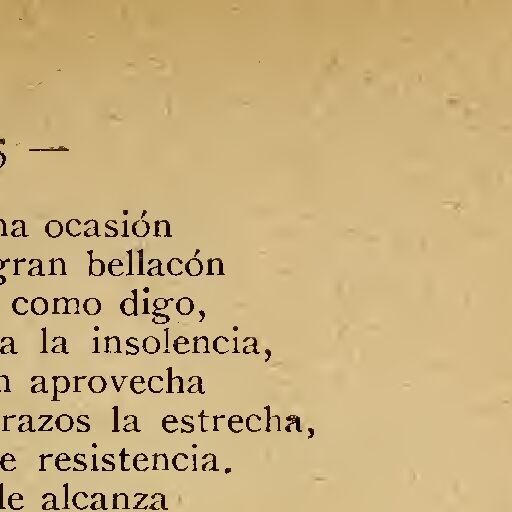 5 —
na ocasión
gran bellacón
como digo,
a la insolencia,
n aprovecha
razos la estrecha,
e resistencia.
le alcanza